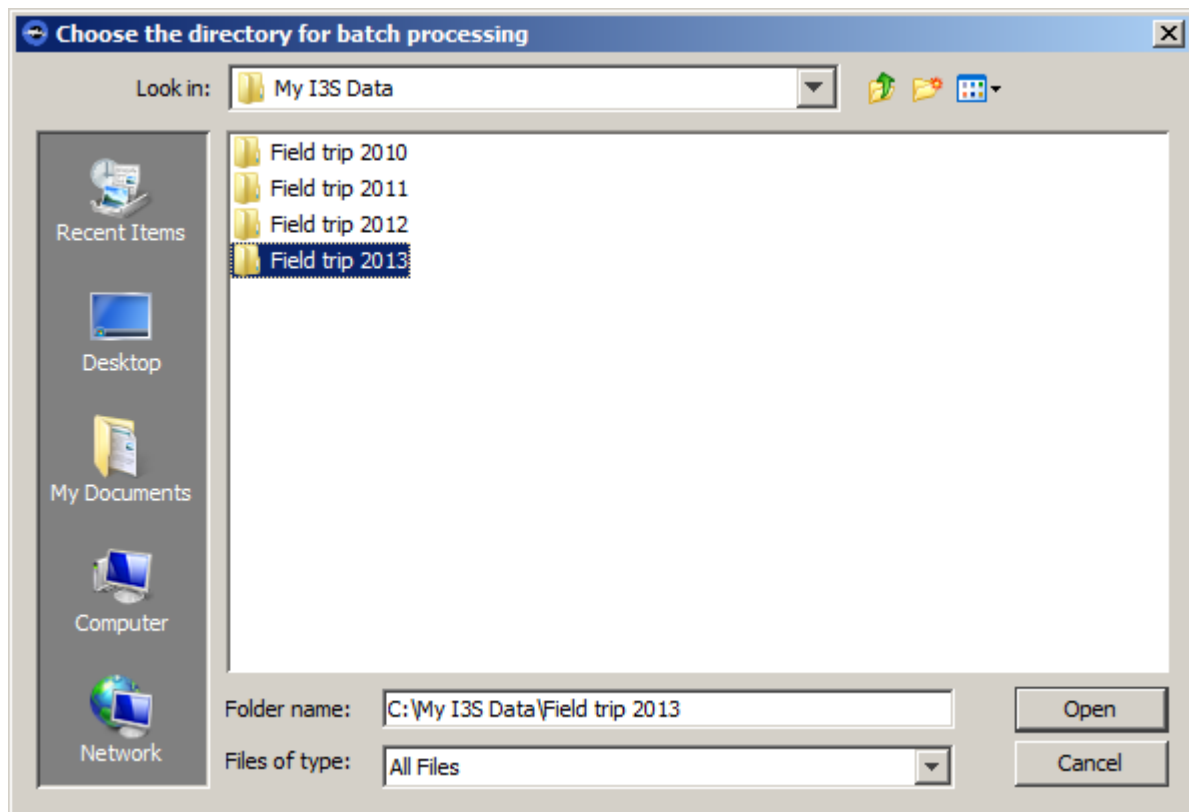 Choose the directory for batch processing
Look in: My I3S Data
Field trip 2010
Field trip 2011
Field trip 2012
Field trip 2013
Recent Items
Desktop
My Documents
Computer
Network
Folder name: C:\My I3S Data\Field trip 2013 Open
Files of type: All Files Cancel